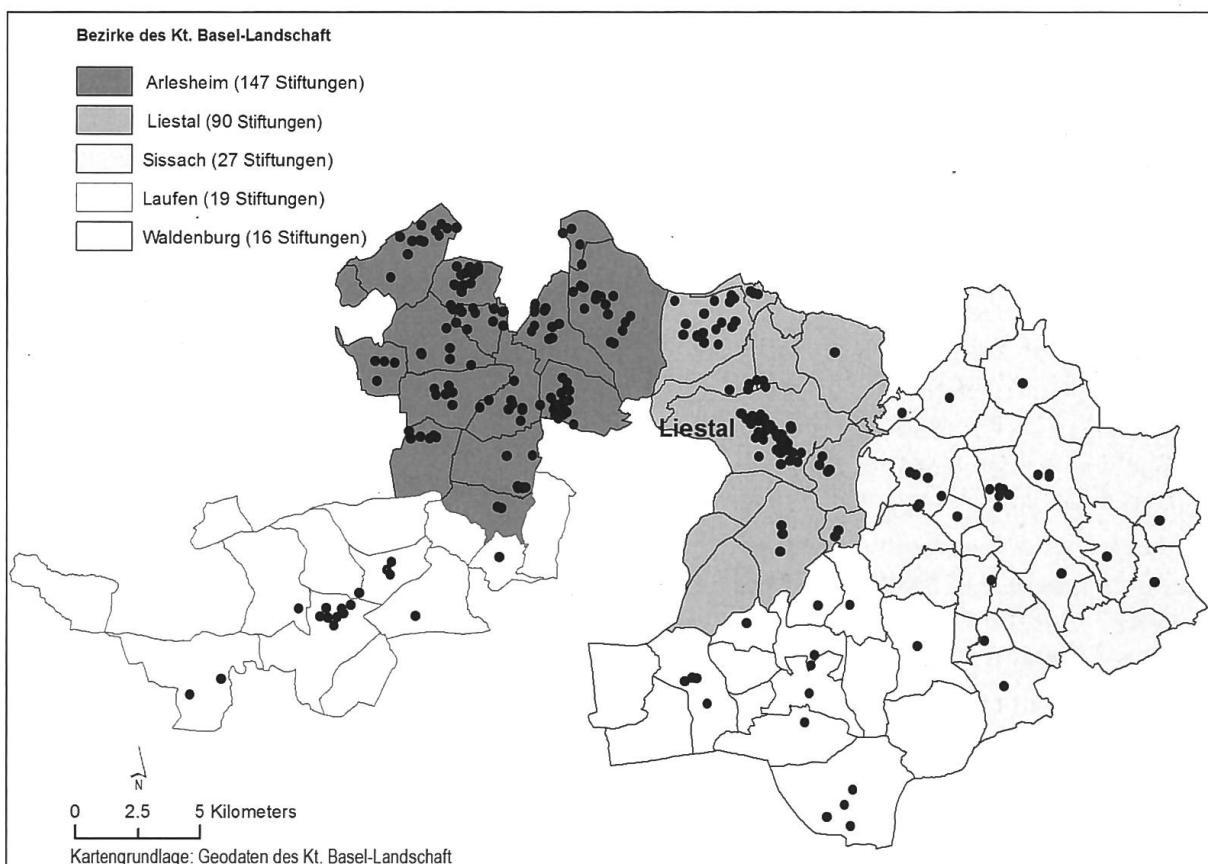 Bezirke des Kt. Basel-Landschaft
Arlesheim (147 Stiftungen)
Liestal (90 Stiftungen)
Sissach (27 Stiftungen)
Laufen (19 Stiftungen)
Waldenburg (16 Stiftungen)
Liestal
N
0 2.5 5 Kilometers
Kartengrundlage: Geodaten des Kt. Basel-Landschaft